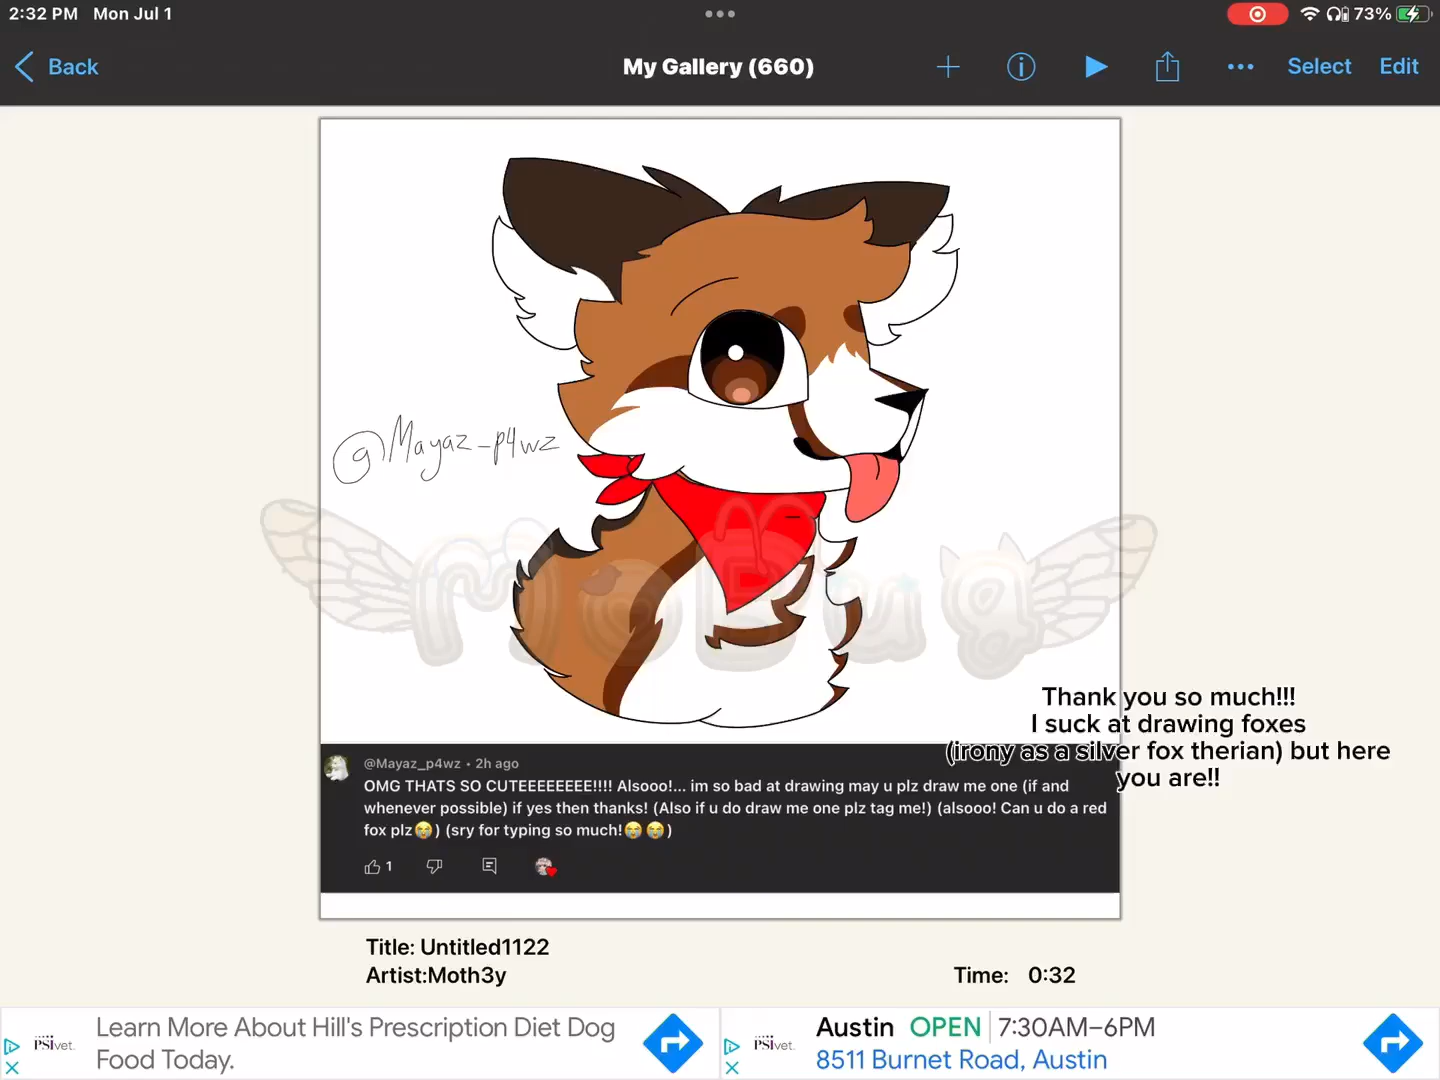 2:32 PM Mon Jul 1
73%
Back
My Gallery (660)
Select
Edit
@Mayaz-p4wz
MoBug
Thank you so much!!!
I suck at drawing foxes
(irony as a silver fox therian) but here
you are!!
@Mayaz_p4wz • 2h ago
OMG THATS SO CUTEEEEEEEE!!!! Alsooo!... im so bad at drawing may u plz draw me one (if and
whenever possible) if yes then thanks! (Also if u do draw me one plz tag me!) (alsooo! Can u do a red
fox plz😭) (sry for typing so much!😭😭)
1
Title: Untitled1122
Artist:Moth3y
Time: 0:32
PSIvet.
Learn More About Hill's Prescription Diet Dog
Food Today.
PSIvet.
Austin OPEN 7:30AM–6PM
8511 Burnet Road, Austin